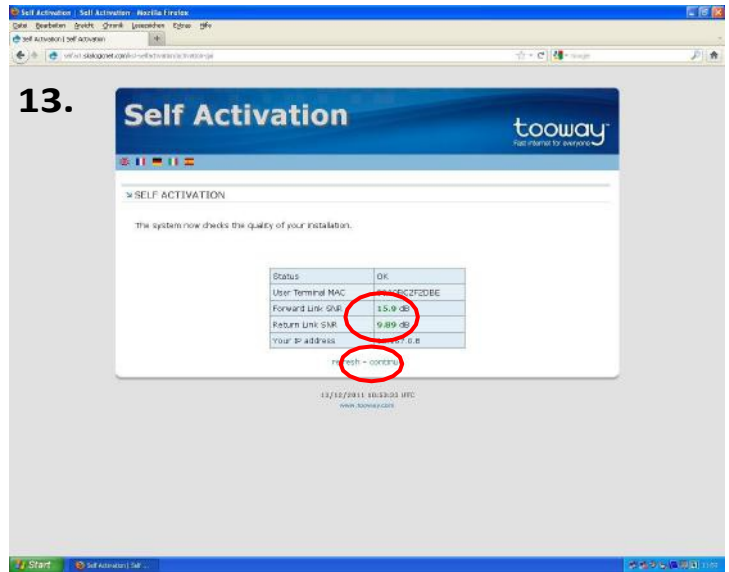 Self Activation | Self Activation - Mozilla Firefox
Datei Bearbeiten Ansicht Chronik Lesezeichen Extras Hilfe
Self Activation | Self Activation
13.
Self Activation
tooway
Fast internet for everyone
SELF ACTIVATION
The system now checks the quality of your installation.
Status OK
User Terminal MAC
Forward Link SNR 15.9 dB
Return Link SNR 9.89 dB
Your IP address
refresh - continue
www.tooway.com
Start Self Activation | Self ...